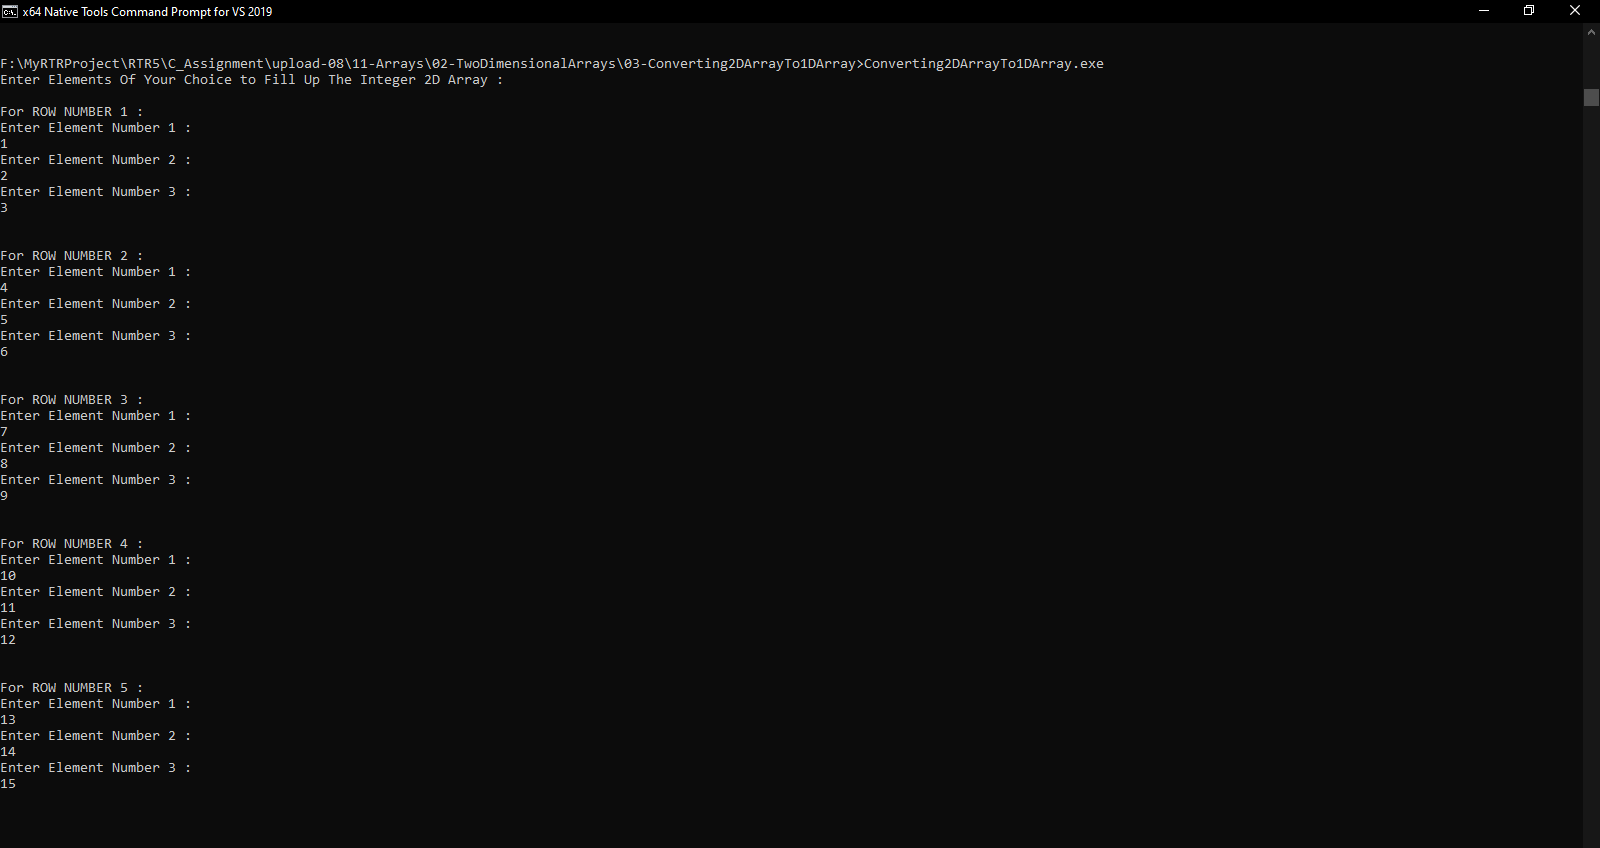 x64 Native Tools Command Prompt for VS 2019
F:\MyRTRProject\RTR5\C_Assignment\upload-08\11-Arrays\02-TwoDimensionalArrays\03-Converting2DArrayTo1DArray>Converting2DArrayTo1DArray.exe
Enter Elements Of Your Choice to Fill Up The Integer 2D Array :
For ROW NUMBER 1 :
Enter Element Number 1 :
1
Enter Element Number 2 :
2
Enter Element Number 3 :
3
For ROW NUMBER 2 :
Enter Element Number 1 :
4
Enter Element Number 2 :
5
Enter Element Number 3 :
6
For ROW NUMBER 3 :
Enter Element Number 1 :
7
Enter Element Number 2 :
8
Enter Element Number 3 :
9
For ROW NUMBER 4 :
Enter Element Number 1 :
10
Enter Element Number 2 :
11
Enter Element Number 3 :
12
For ROW NUMBER 5 :
Enter Element Number 1 :
13
Enter Element Number 2 :
14
Enter Element Number 3 :
15